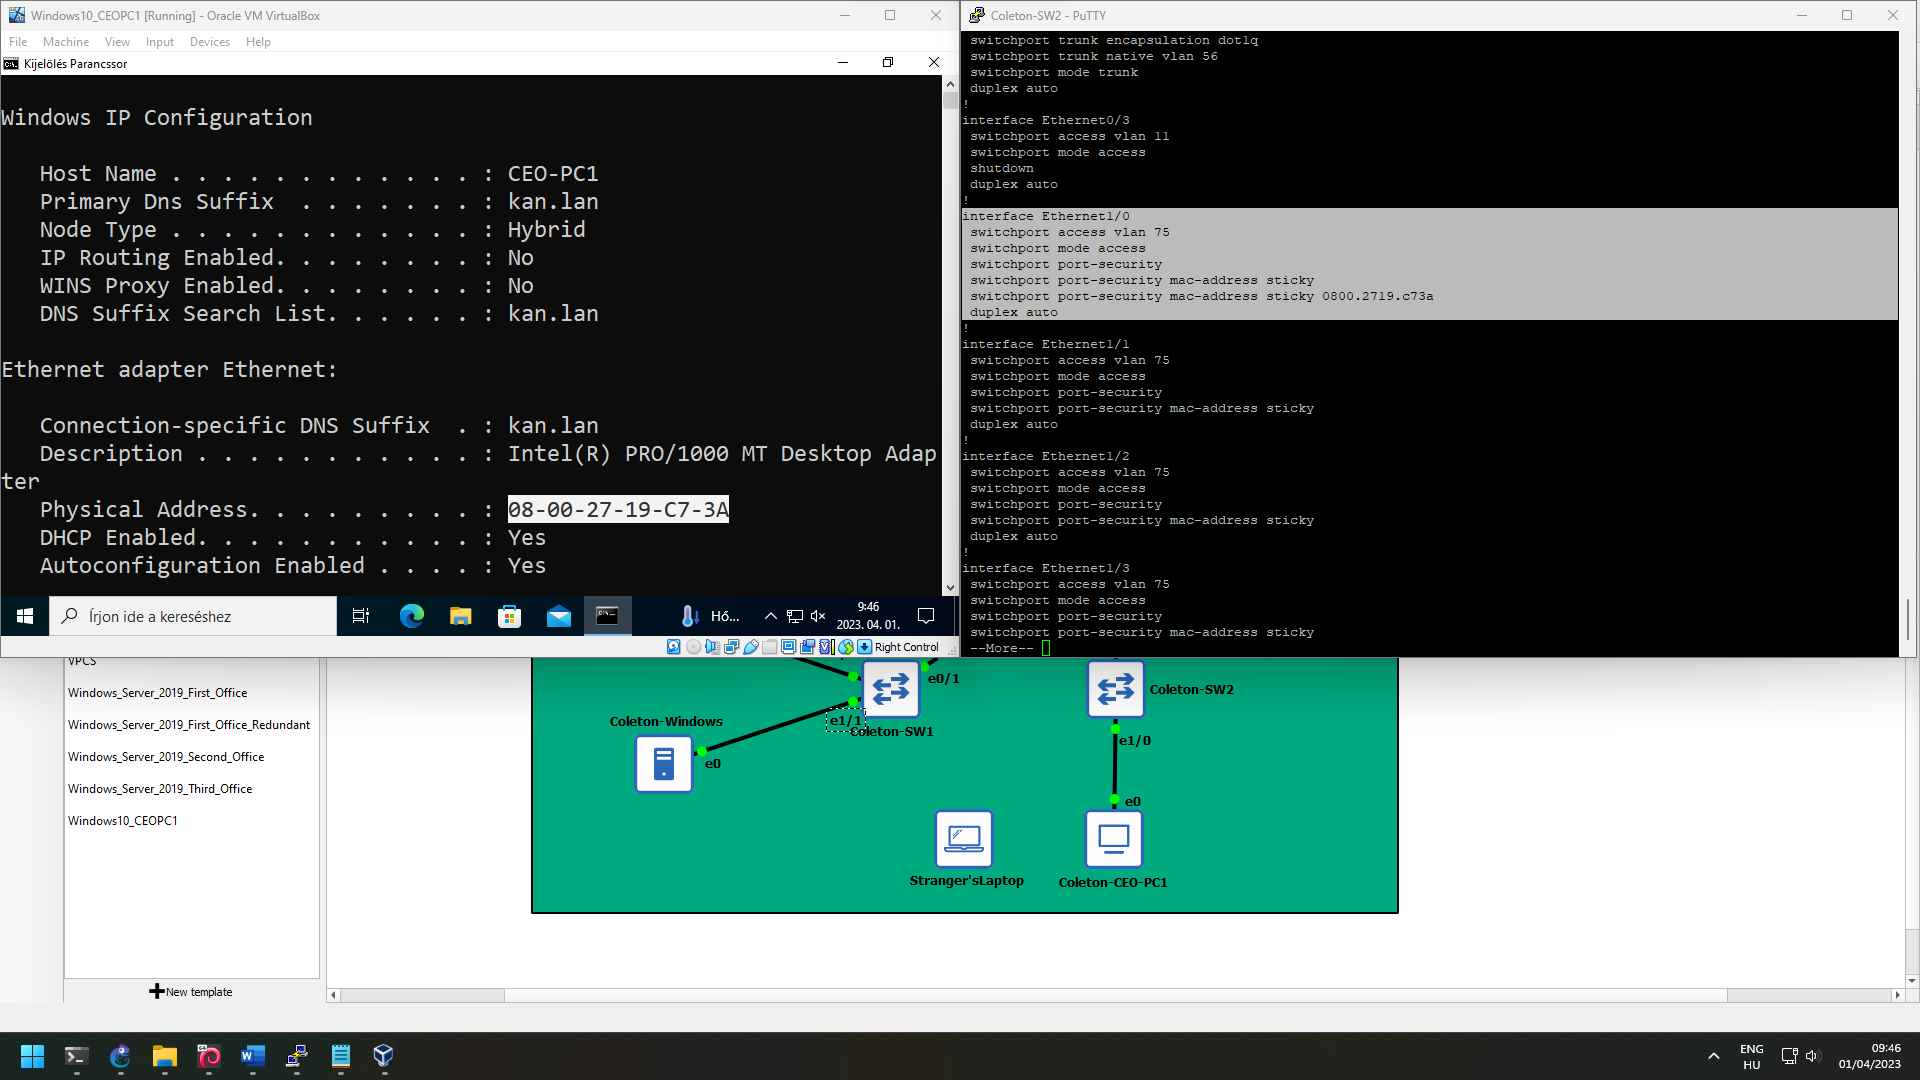 Windows10_CEOPC1 [Running] - Oracle VM VirtualBox
File Machine View Input Devices Help
Kijelölés Parancssor
Windows IP Configuration
Host Name . . . . . . . . . . . . : CEO-PC1
Primary Dns Suffix  . . . . . . . : kan.lan
Node Type . . . . . . . . . . . . : Hybrid
IP Routing Enabled. . . . . . . . : No
WINS Proxy Enabled. . . . . . . . : No
DNS Suffix Search List. . . . . . : kan.lan
Ethernet adapter Ethernet:
Connection-specific DNS Suffix  . : kan.lan
Description . . . . . . . . . . . : Intel(R) PRO/1000 MT Desktop Adap
ter
Physical Address. . . . . . . . . : 08-00-27-19-C7-3A
DHCP Enabled. . . . . . . . . . . : Yes
Autoconfiguration Enabled . . . . : Yes
Írjon ide a kereséshez
Hő...
9:46
2023. 04. 01.
Right Control
Coleton-SW2 - PuTTY
switchport trunk encapsulation dot1q
switchport trunk native vlan 56
switchport mode trunk
duplex auto
!
interface Ethernet0/3
switchport access vlan 11
switchport mode access
shutdown
duplex auto
!
interface Ethernet1/0
switchport access vlan 75
switchport mode access
switchport port-security
switchport port-security mac-address sticky
switchport port-security mac-address sticky 0800.2719.c73a
duplex auto
!
interface Ethernet1/1
switchport access vlan 75
switchport mode access
switchport port-security
switchport port-security mac-address sticky
duplex auto
!
interface Ethernet1/2
switchport access vlan 75
switchport mode access
switchport port-security
switchport port-security mac-address sticky
duplex auto
!
interface Ethernet1/3
switchport access vlan 75
switchport mode access
switchport port-security
switchport port-security mac-address sticky
--More--
VPCS
Windows_Server_2019_First_Office
Windows_Server_2019_First_Office_Redundant
Windows_Server_2019_Second_Office
Windows_Server_2019_Third_Office
Windows10_CEOPC1
New template
e0/1
Coleton-SW2
Coleton-Windows
e1/1
Coleton-SW1
e1/0
e0
e0
Stranger'sLaptop
Coleton-CEO-PC1
ENG
HU
09:46
01/04/2023